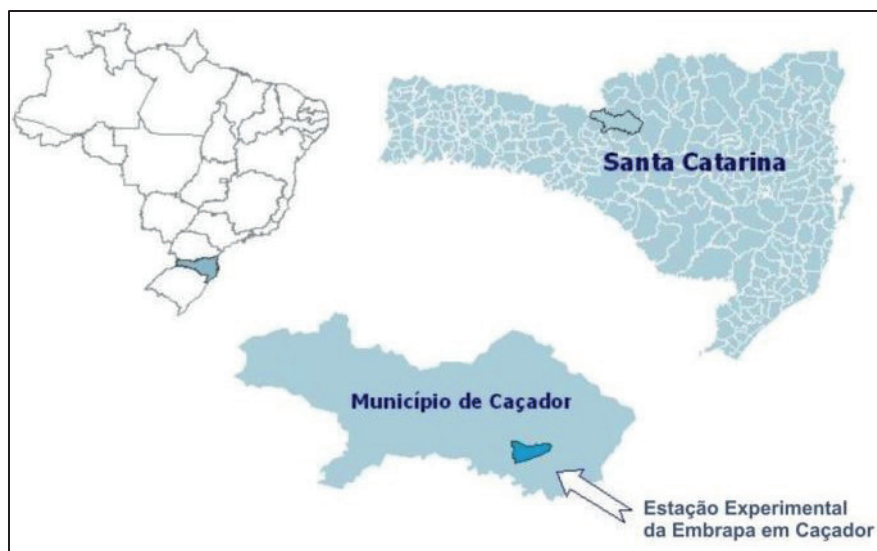 Santa Catarina
Município de Caçador
Estação Experimental
da Embrapa em Caçador